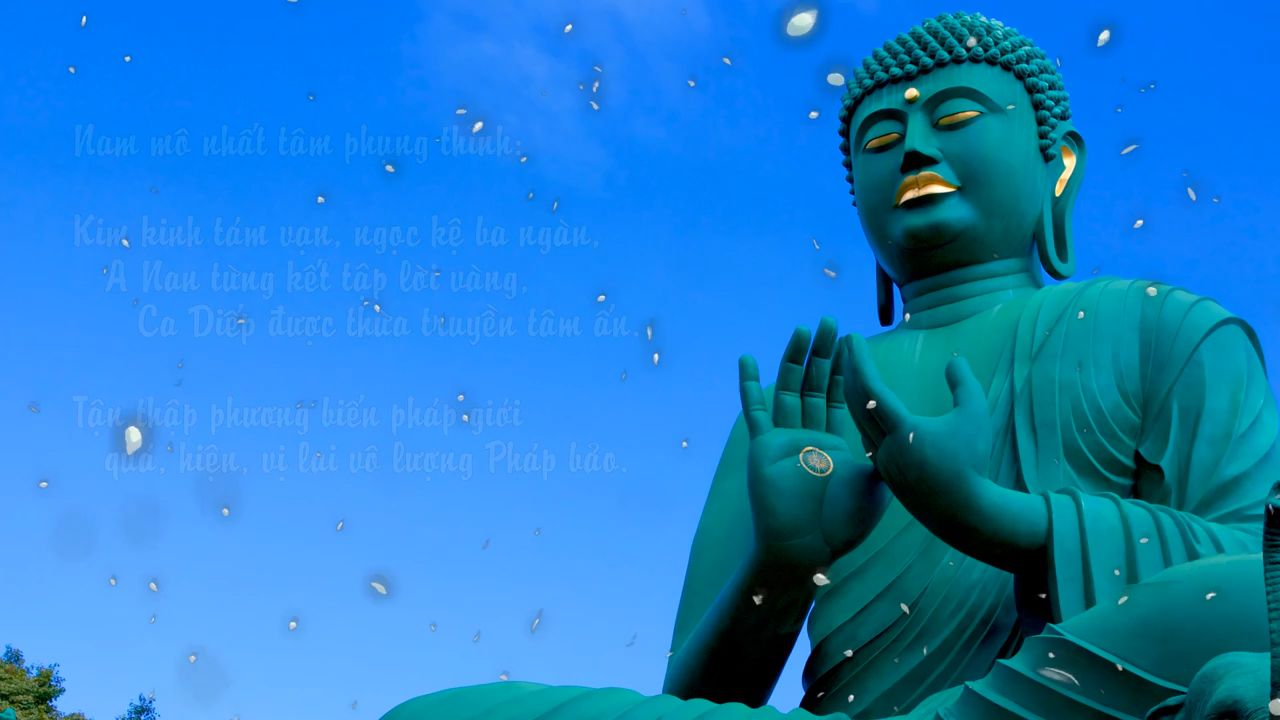 Nam mô nhất tâm phụng thỉnh:
Kim kinh tám vạn, ngọc kệ ba ngàn,
A Nan từng kết tập lời vàng,
Ca Diếp được thừa truyền tâm ấn.
Tận thập phương biến pháp giới
quá, hiện, vị lai vô lượng Pháp bảo.